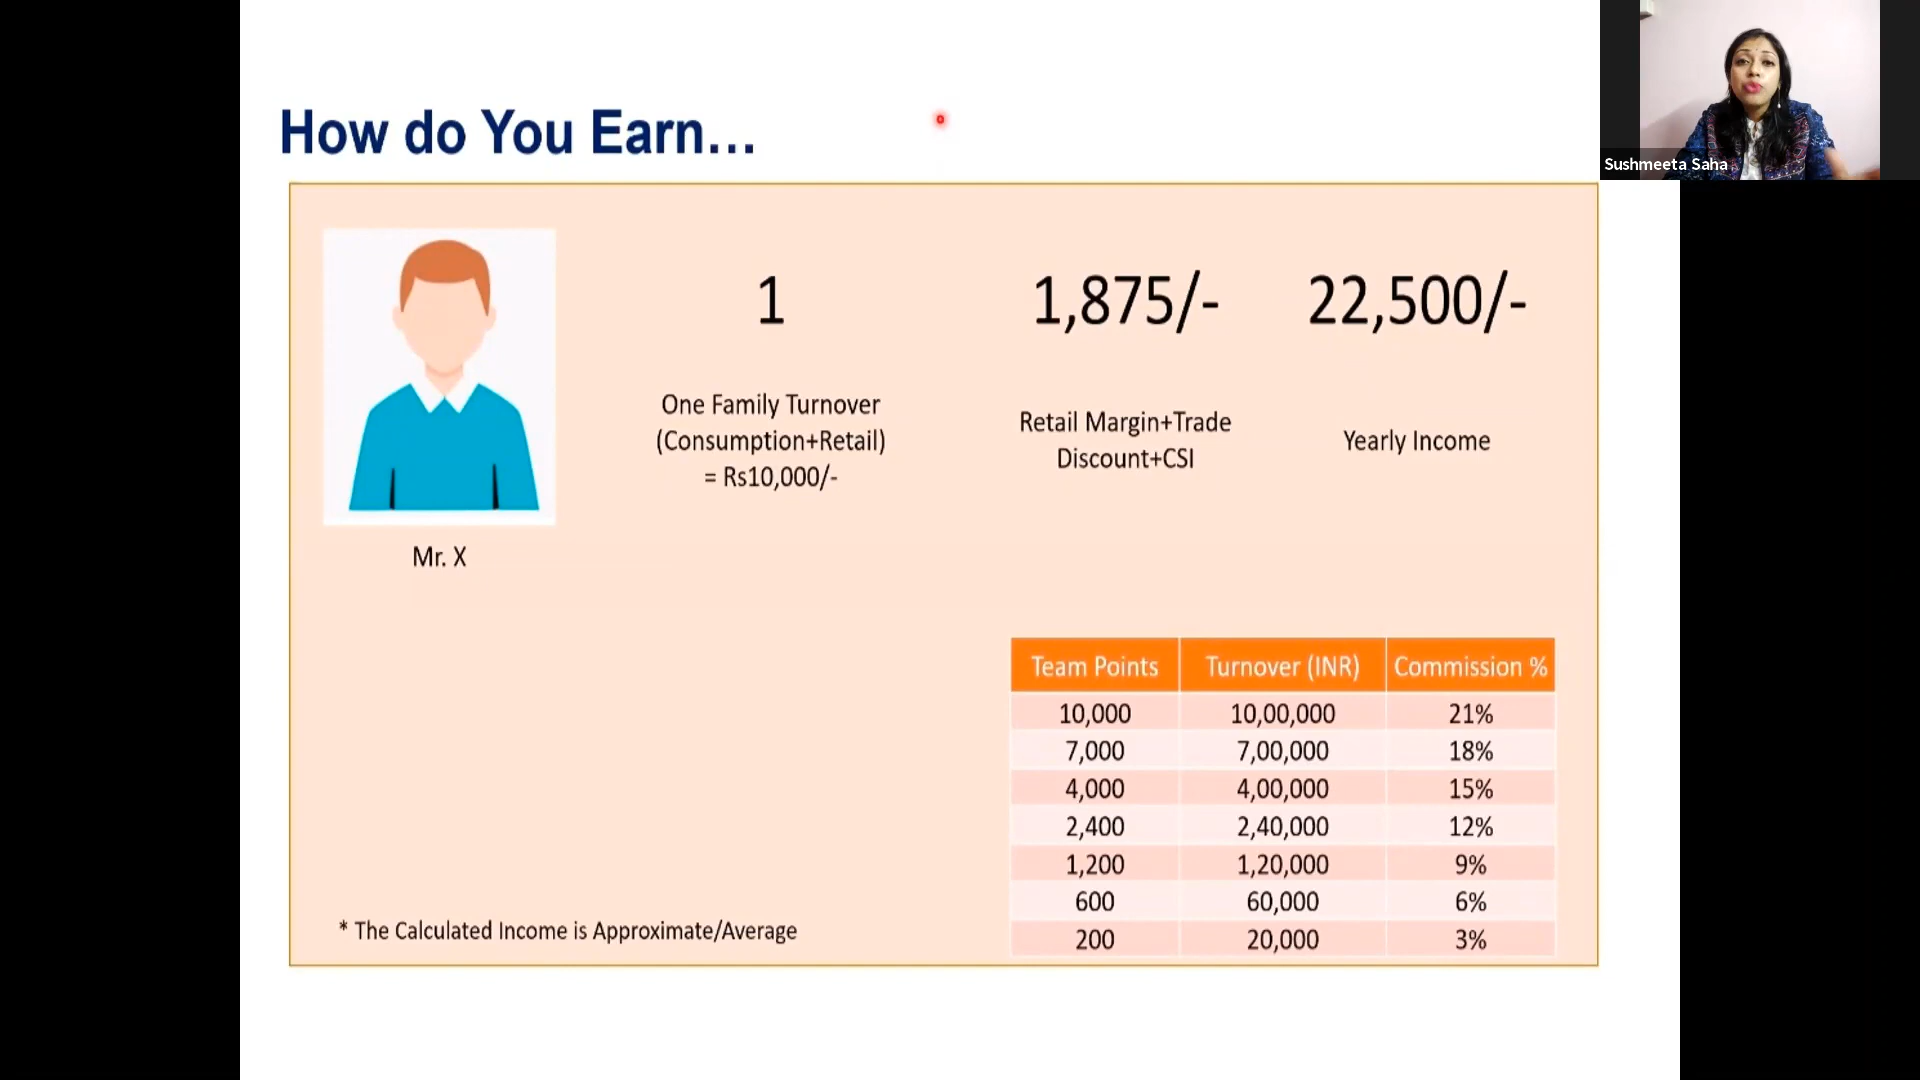 How do You Earn...
Sushmeeta Saha
1
1,875/-
22,500/-
One Family Turnover
(Consumption+Retail)
= Rs10,000/-
Retail Margin+Trade
Discount+CSI
Yearly Income
Mr. X
Team Points Turnover (INR) Commission %
10,000 10,00,000 21%
7,000 7,00,000 18%
4,000 4,00,000 15%
2,400 2,40,000 12%
1,200 1,20,000 9%
600 60,000 6%
200 20,000 3%
* The Calculated Income is Approximate/Average